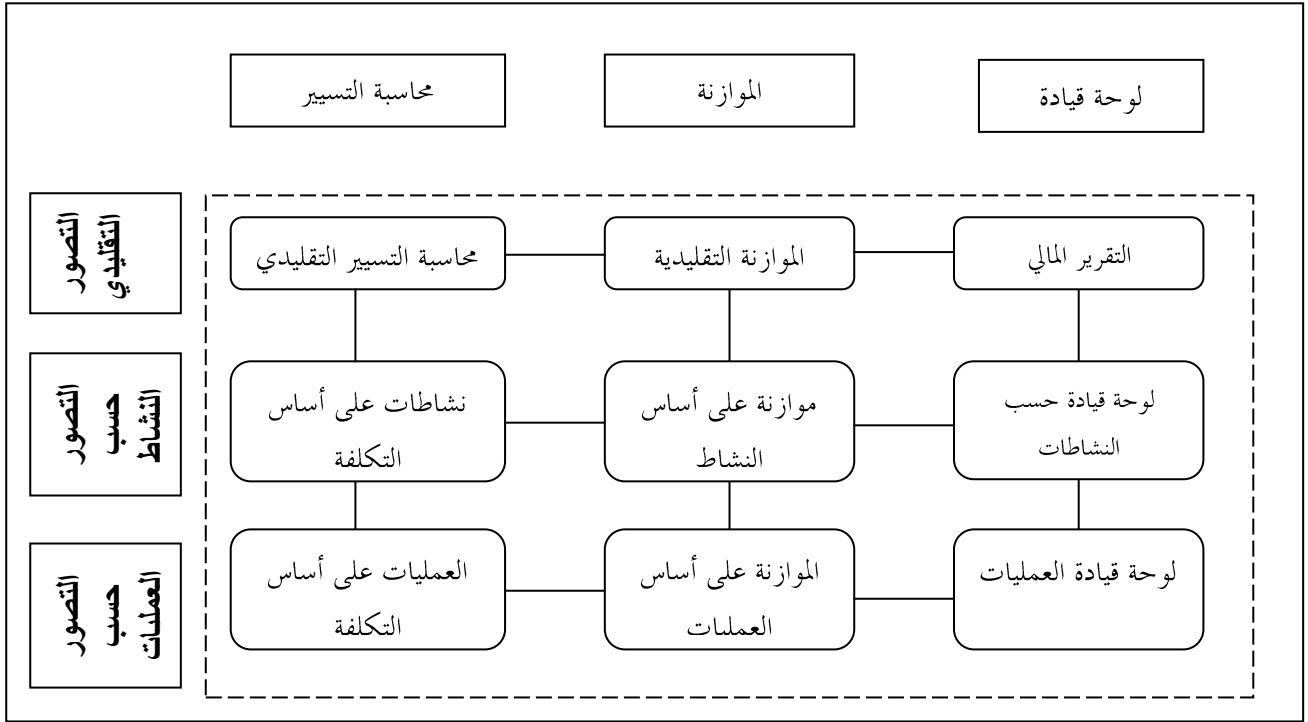 لوحة قيادة
الموازنة
محاسبة التسيير
التصور
التقليدي
التقرير المالي
الموازنة التقليدية
محاسبة التسيير التقليدي
التصور
حسب
النشاط
لوحة قيادة حسب
النشاطات
موازنة على أساس
النشاط
نشاطات على أساس
التكلفة
التصور
حسب
العمليات
لوحة قيادة العمليات
الموازنة على أساس
العمليات
العمليات على أساس
التكلفة